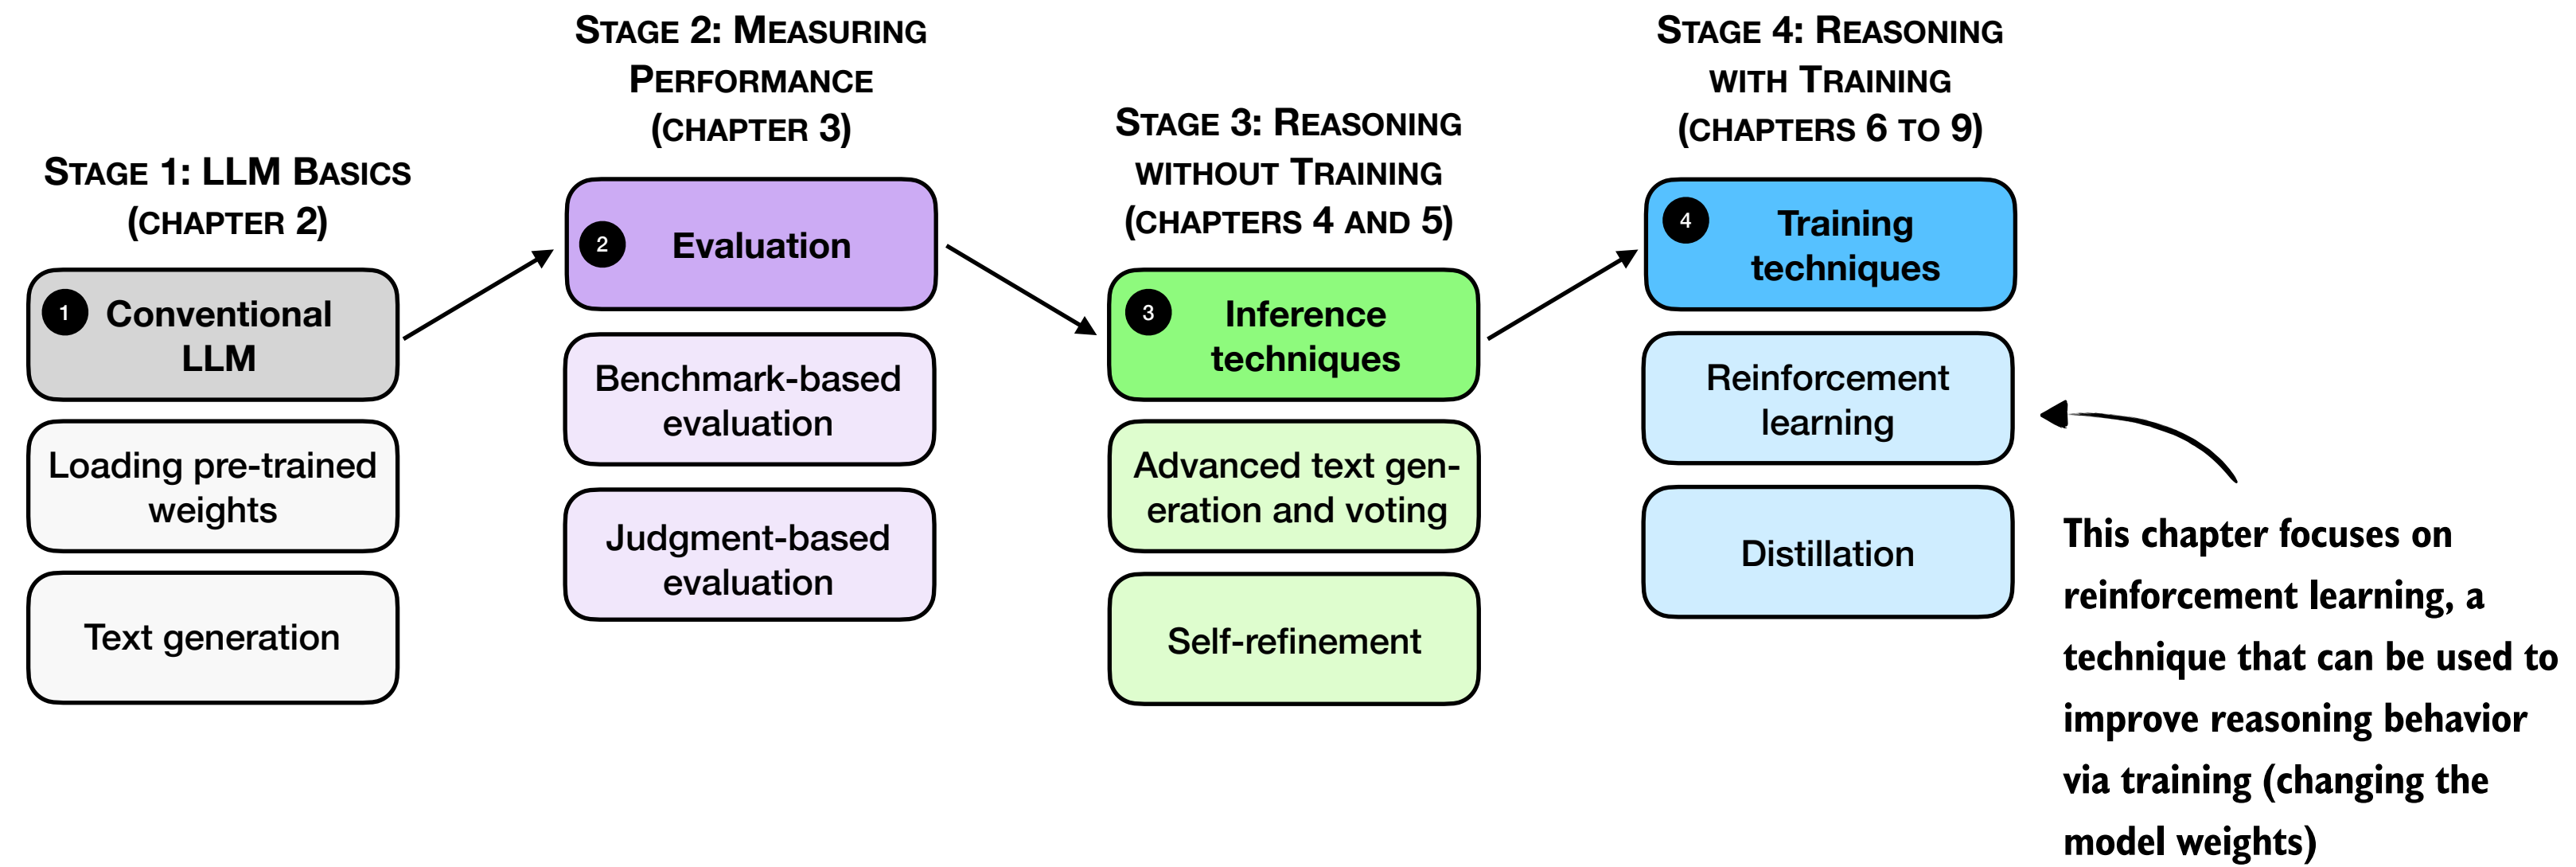 STAGE 1: LLM BASICS
(CHAPTER 2)
1
Conventional
LLM
Loading pre-trained
weights
Text generation
STAGE 2: MEASURING
PERFORMANCE
(CHAPTER 3)
2
Evaluation
Benchmark-based
evaluation
Judgment-based
evaluation
STAGE 3: REASONING
WITHOUT TRAINING
(CHAPTERS 4 AND 5)
3
Inference
techniques
Advanced text gen-
eration and voting
Self-refinement
STAGE 4: REASONING
WITH TRAINING
(CHAPTERS 6 TO 9)
4
Training
techniques
Reinforcement
learning
Distillation
This chapter focuses on
reinforcement learning, a
technique that can be used to
improve reasoning behavior
via training (changing the
model weights)